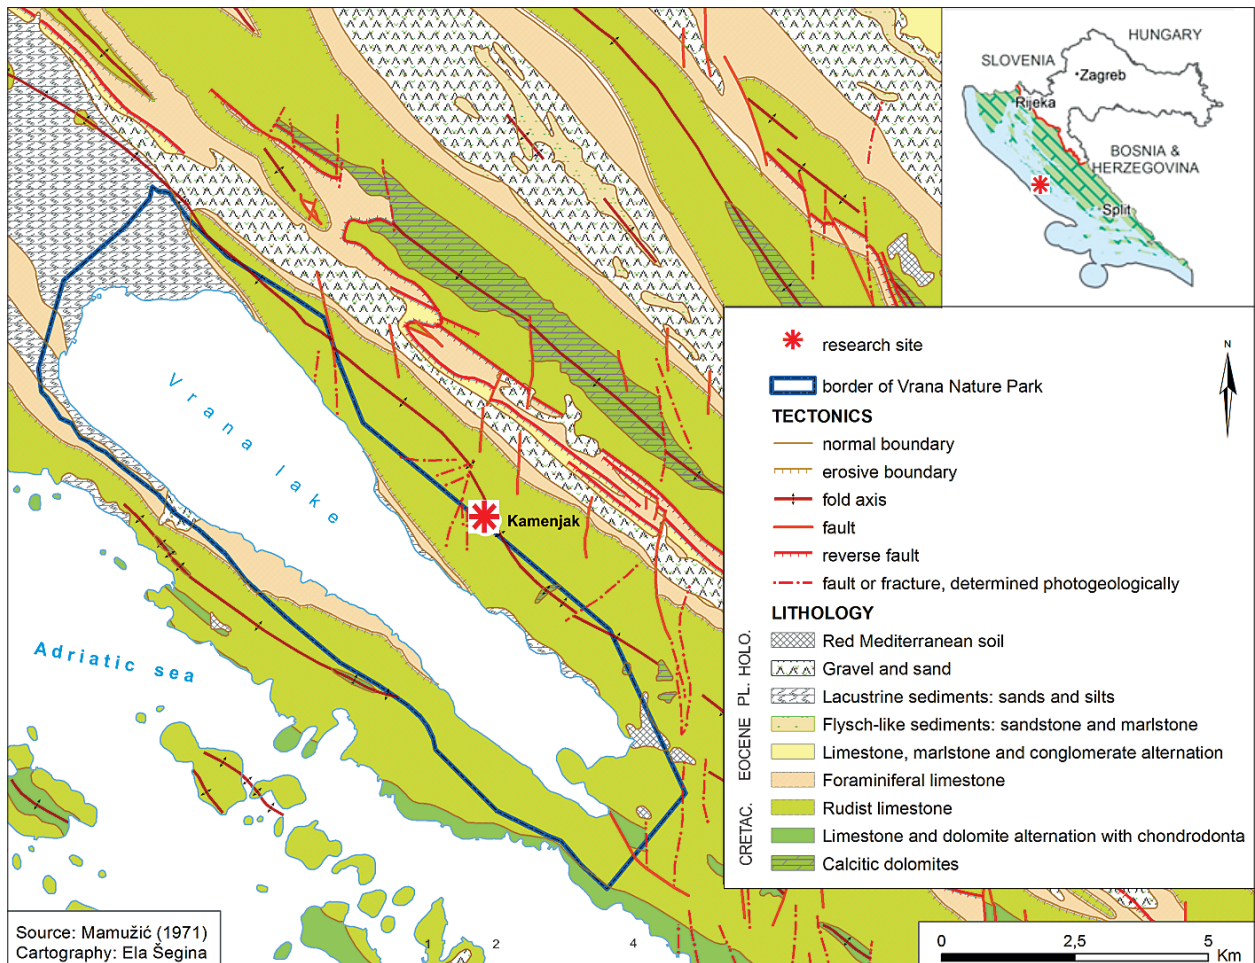 HUNGARY
SLOVENIA
Zagreb
Rijeka
BOSNIA &
HERZEGOVINA
Split
N
research site
border of Vrana Nature Park
TECTONICS
normal boundary
erosive boundary
fold axis
fault
reverse fault
fault or fracture, determined photogeologically
LITHOLOGY
HOLO.
Red Mediterranean soil
PL.
Gravel and sand
Lacustrine sediments: sands and silts
EOCENE
Flysch-like sediments: sandstone and marlstone
Limestone, marlstone and conglomerate alternation
Foraminiferal limestone
CRETAC.
Rudist limestone
Limestone and dolomite alternation with chondrodonta
Calcitic dolomites
Vrana lake
Kamenjak
Adriatic sea
Source: Mamužić (1971)
Cartography: Ela Šegina
1 2 4
0 2,5 5
Km